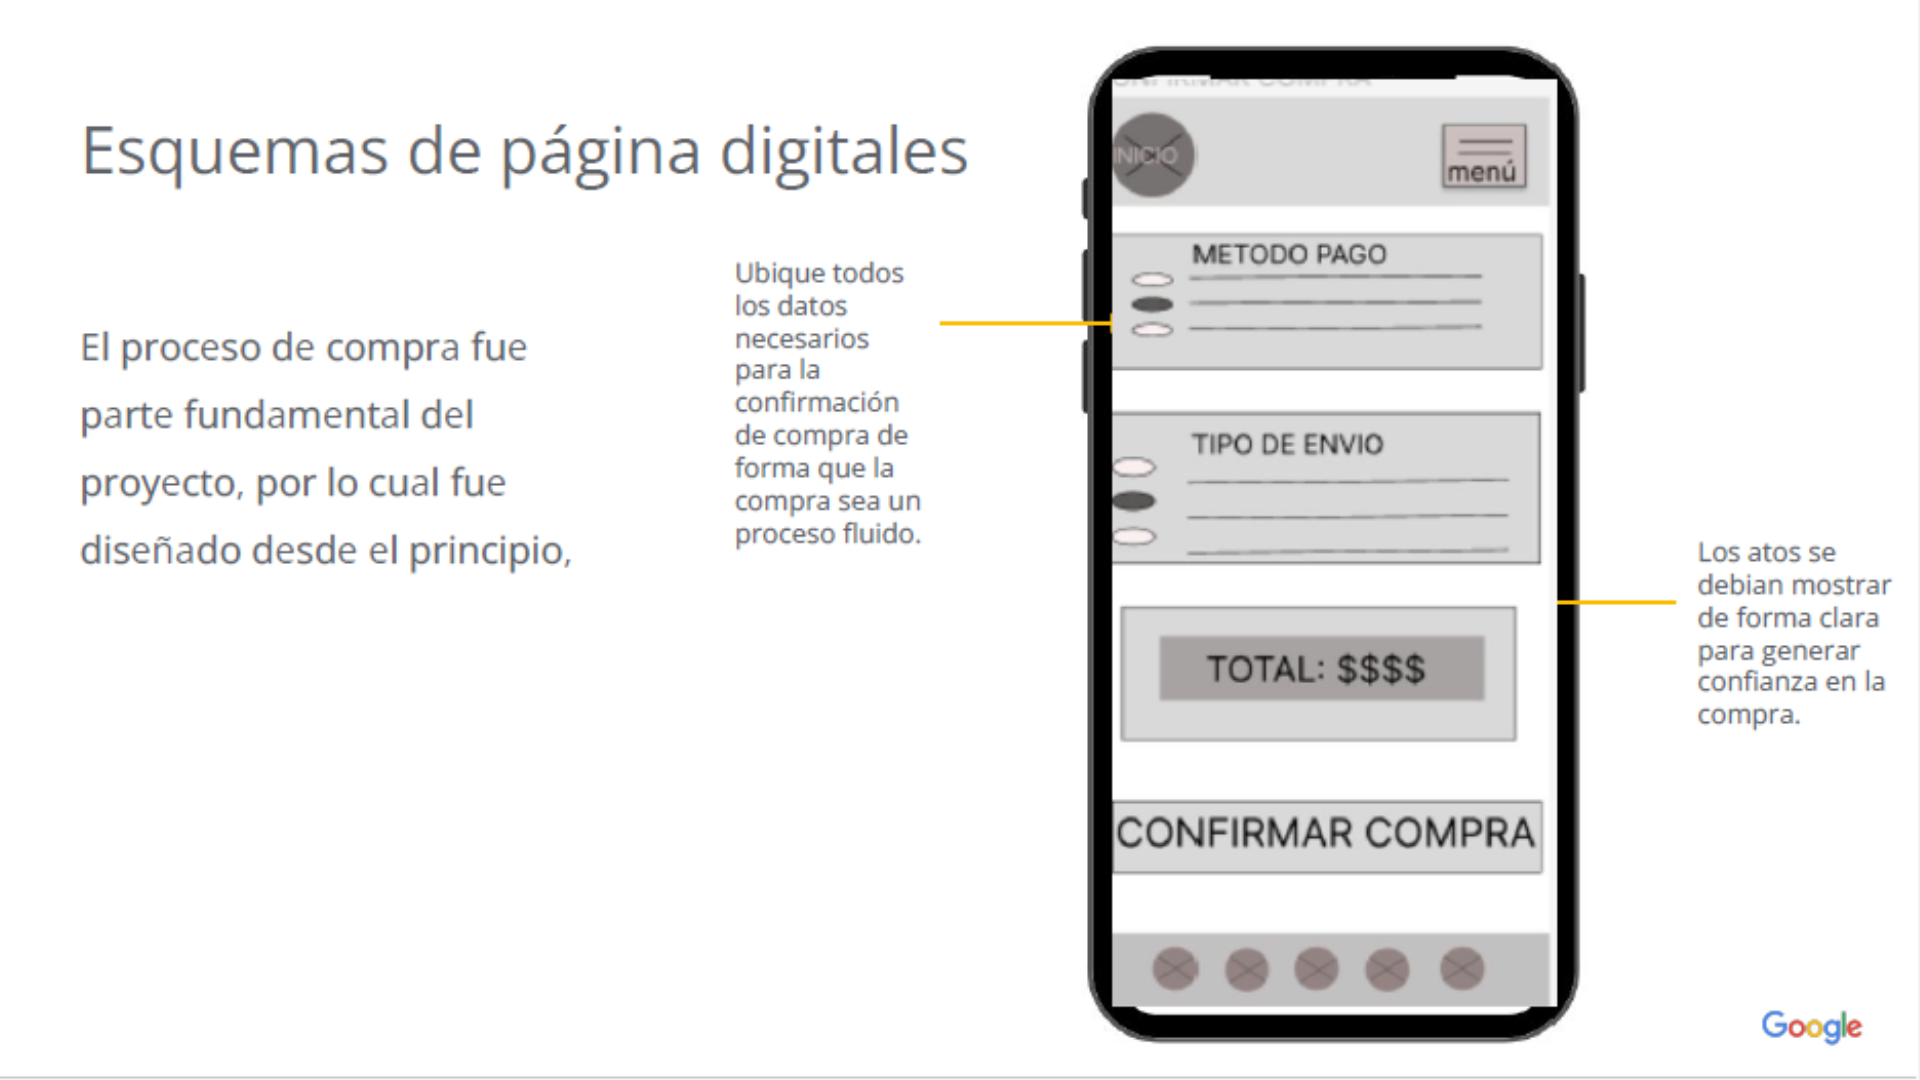 Esquemas de página digitales
El proceso de compra fue
parte fundamental del
proyecto, por lo cual fue
diseñado desde el principio,
Ubique todos
los datos
necesarios
para la
confirmación
de compra de
forma que la
compra sea un
proceso fluido.
INICIO
menú
METODO PAGO
TIPO DE ENVIO
TOTAL: $$$$
CONFIRMAR COMPRA
Los atos se
debian mostrar
de forma clara
para generar
confianza en la
compra.
Google